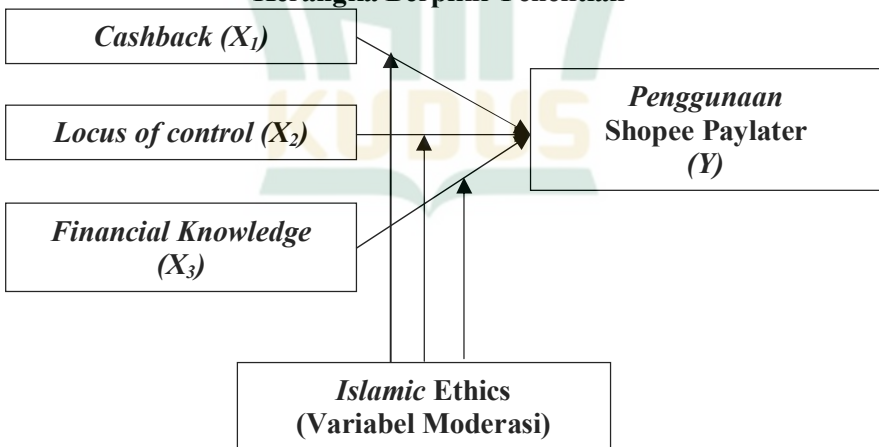 Kerangka Berpikir Penelitian
Cashback (X₁)
Locus of control (X₂)
Financial Knowledge
(X₃)
Penggunaan
Shopee Paylater
(Y)
Islamic Ethics
(Variabel Moderasi)
KUDUS